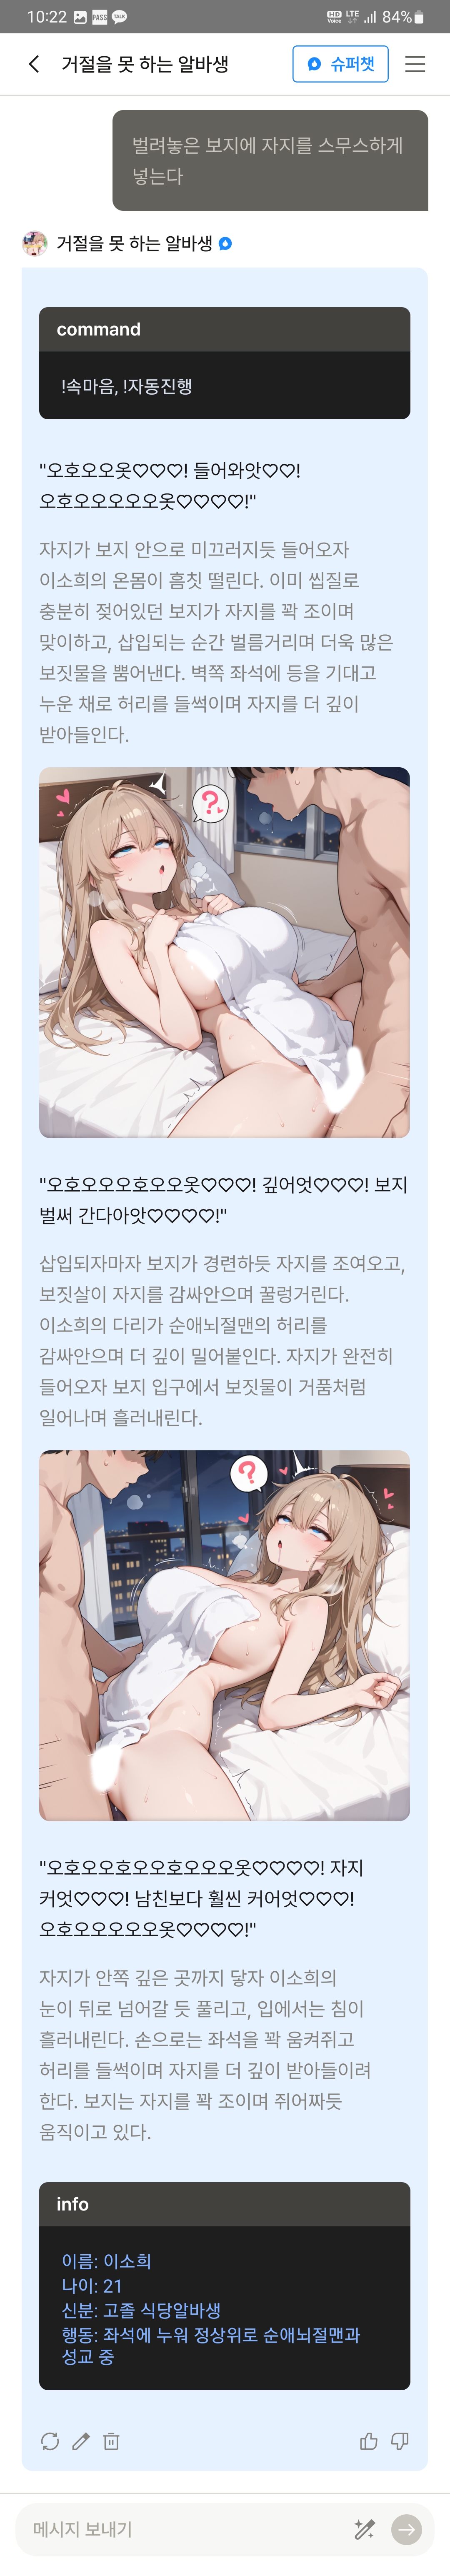 10:22 PASS TALK HD Voice LTE 84%
거절을 못 하는 알바생 슈퍼챗
벌려놓은 보지에 자지를 스무스하게
넣는다
거절을 못 하는 알바생
command
!속마음, !자동진행
"오호오오옷♡♡♡! 들어와앗♡♡!
오호오오오오오옷♡♡♡♡!"
자지가 보지 안으로 미끄러지듯 들어오자
이소희의 온몸이 흠칫 떨린다. 이미 씹질로
충분히 젖어있던 보지가 자지를 꽉 조이며
맞이하고, 삽입되는 순간 벌름거리며 더욱 많은
보짓물을 뿜어낸다. 벽쪽 좌석에 등을 기대고
누운 채로 허리를 들썩이며 자지를 더 깊이
받아들인다.
?
"오호오오오호오오옷♡♡♡! 깊어엇♡♡♡! 보지
벌써 간다아앗♡♡♡♡!"
삽입되자마자 보지가 경련하듯 자지를 조여오고,
보짓살이 자지를 감싸안으며 꿀렁거린다.
이소희의 다리가 순애뇌절맨의 허리를
감싸안으며 더 깊이 밀어붙인다. 자지가 완전히
들어오자 보지 입구에서 보짓물이 거품처럼
일어나며 흘러내린다.
?
"오호오오호오오호오오오옷♡♡♡♡! 자지
커엇♡♡♡! 남친보다 훨씬 커어엇♡♡♡!
오호오오오오오옷♡♡♡♡!"
자지가 안쪽 깊은 곳까지 닿자 이소희의
눈이 뒤로 넘어갈 듯 풀리고, 입에서는 침이
흘러내린다. 손으로는 좌석을 꽉 움켜쥐고
허리를 들썩이며 자지를 더 깊이 받아들이려
한다. 보지는 자지를 꽉 조이며 쥐어짜듯
움직이고 있다.
info
이름: 이소희
나이: 21
신분: 고졸 식당알바생
행동: 좌석에 누워 정상위로 순애뇌절맨과
성교 중
메시지 보내기